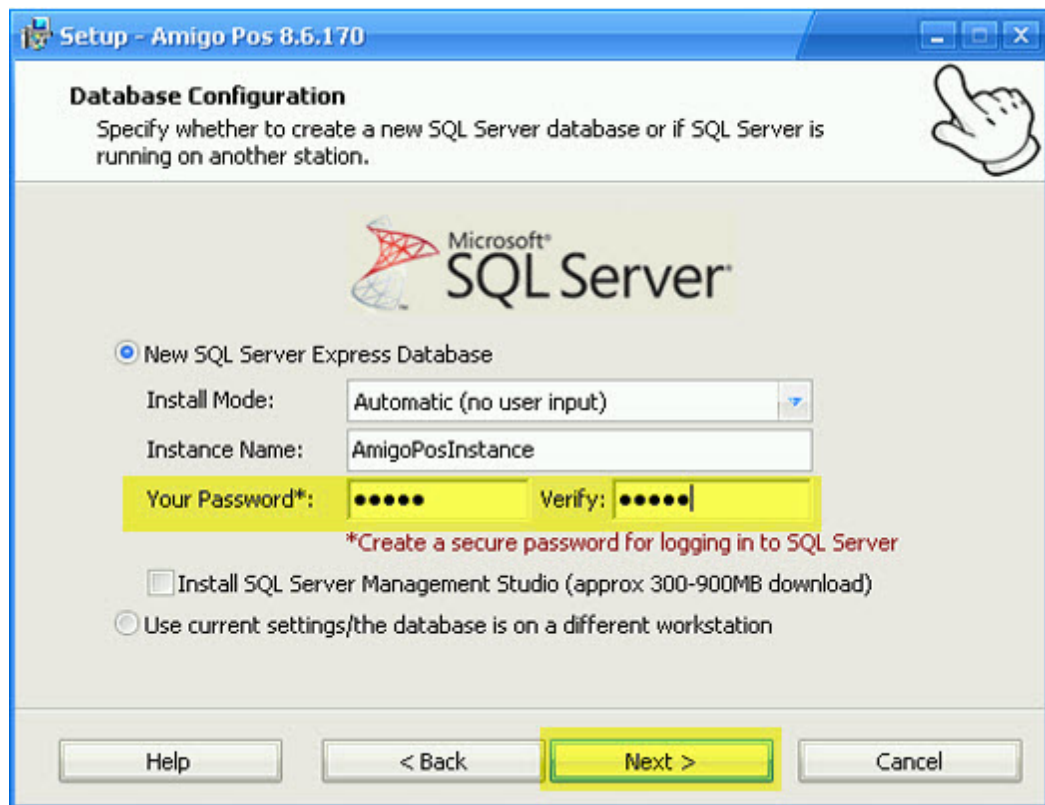 Setup - Amigo Pos 8.6.170
Database Configuration
Specify whether to create a new SQL Server database or if SQL Server is
running on another station.
Microsoft®
SQL Server
New SQL Server Express Database
Install Mode: Automatic (no user input)
Instance Name: AmigoPosInstance
Your Password*: ●●●●● Verify: ●●●●●
*Create a secure password for logging in to SQL Server
Install SQL Server Management Studio (approx 300-900MB download)
Use current settings/the database is on a different workstation
Help < Back Next > Cancel